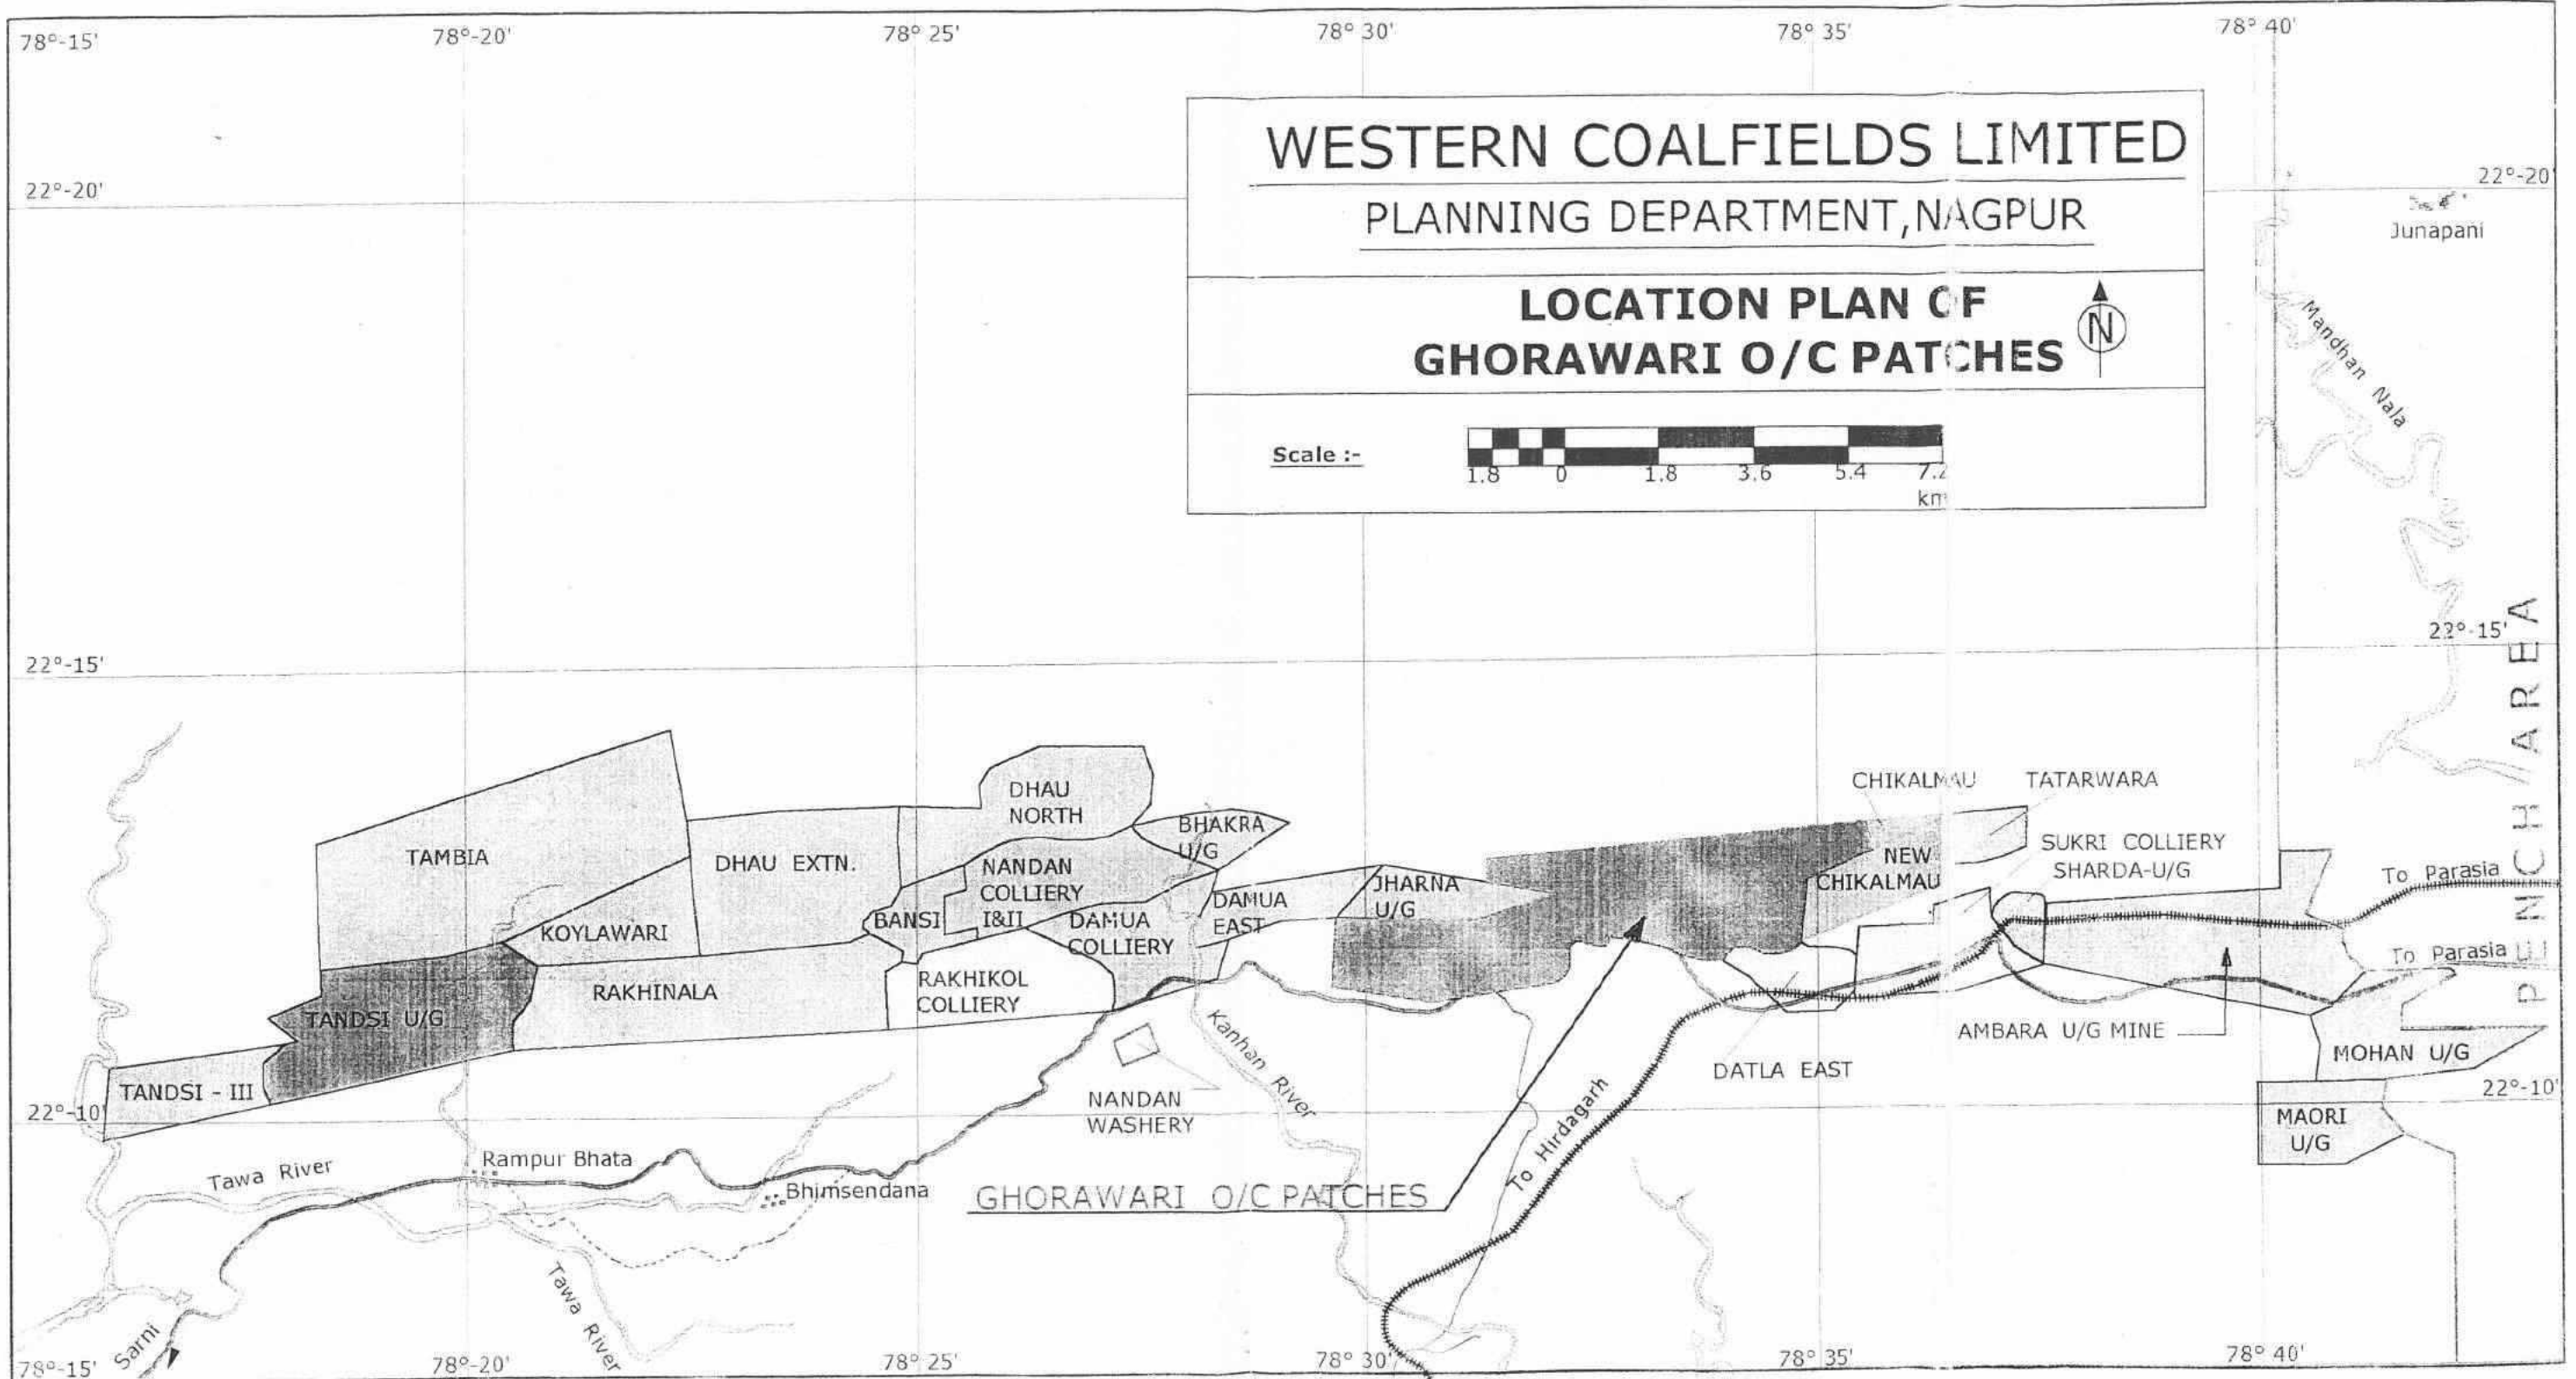 78°-15'
78°-20'
78° 25'
78° 30'
78° 35'
78° 40'
WESTERN COALFIELDS LIMITED
PLANNING DEPARTMENT,NAGPUR
LOCATION PLAN OF
GHORAWARI O/C PATCHES
N
Scale :-
1.8 0 1.8 3.6 5.4 7.2
km
22°-20'
22°-20'
Junapani
Mandhan Nala
22°-15'
22°-15'
PENCH AREA
TAMBIA
KOYLAWARI
DHAU EXTN.
DHAU
NORTH
BHAKRA
U/G
NANDAN
COLLIERY
I&II
BANSI
DAMUA
COLLIERY
DAMUA
EAST
JHARNA
U/G
CHIKALMAU
TATARWARA
NEW
CHIKALMAU
SUKRI COLLIERY
SHARDA-U/G
To Parasia
To Parasia
RAKHINALA
RAKHIKOL
COLLIERY
TANDSI U/G
TANDSI - III
AMBARA U/G MINE
DATLA EAST
MOHAN U/G
MAORI
U/G
22°-10'
22°-10'
NANDAN
WASHERY
Kanhan River
To Hirdagarh
Tawa River
Rampur Bhata
Bhimsendana
GHORAWARI O/C PATCHES
Tawa River
Sarni
78°-15'
78°-20'
78°-25'
78° 30'
78° 35'
78° 40'